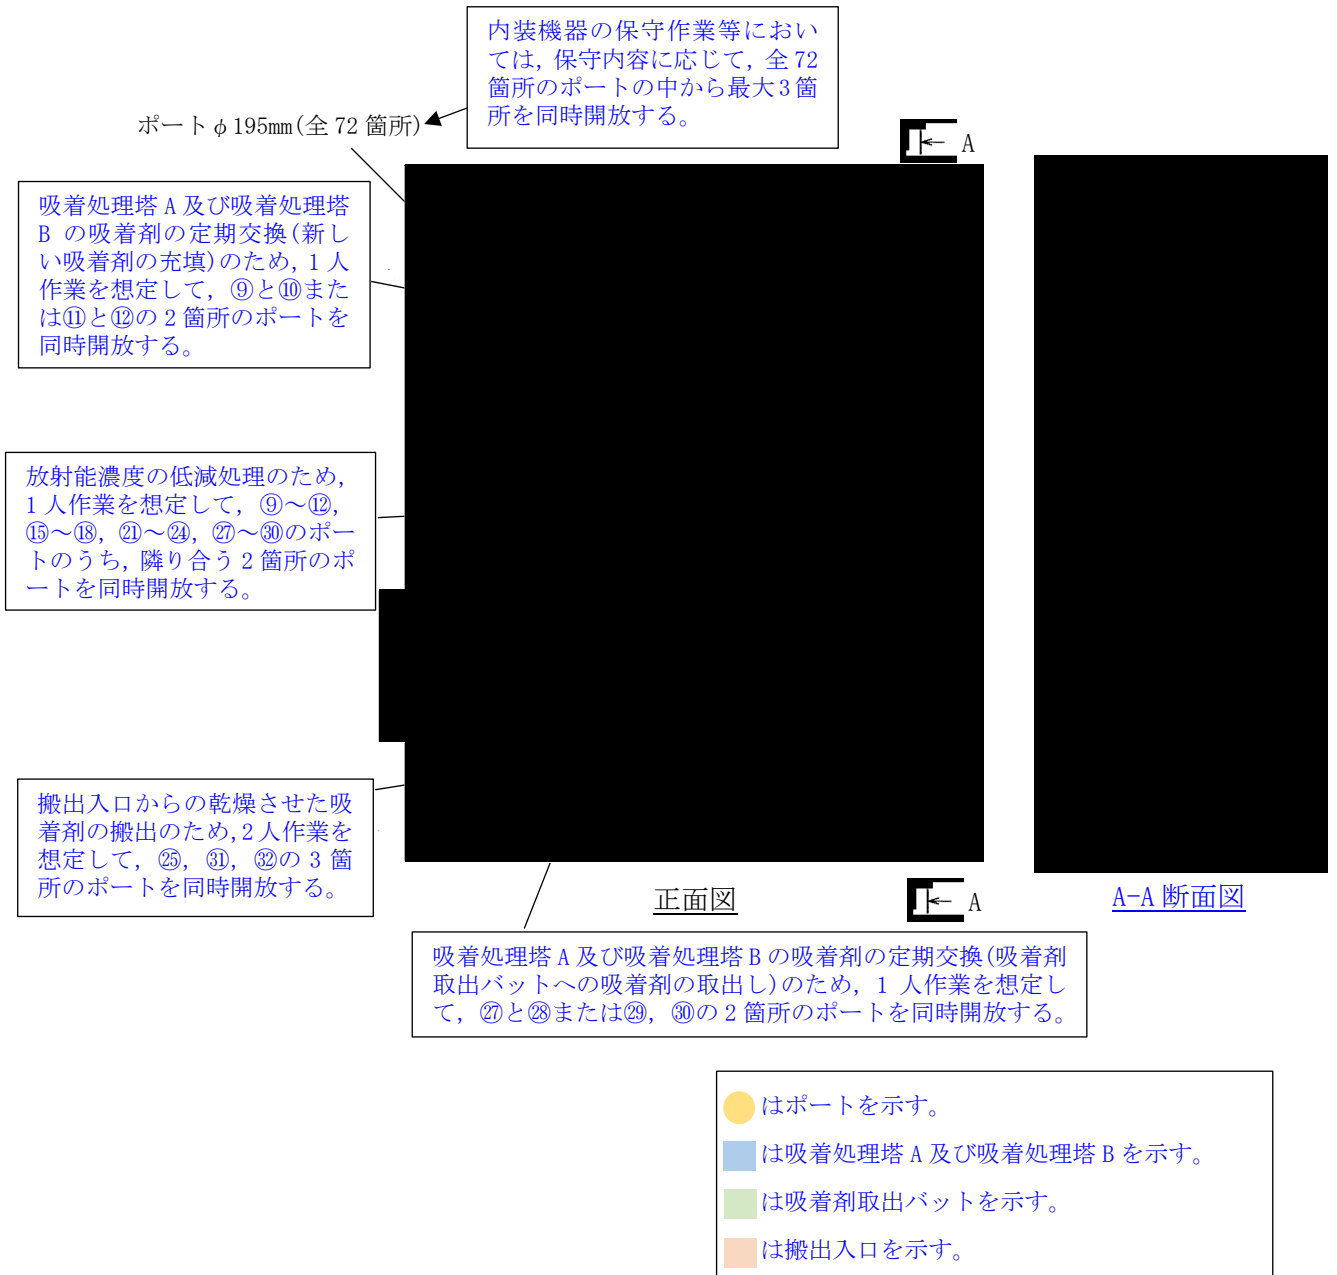 内装機器の保守作業等におい
ては, 保守内容に応じて, 全 72
箇所のポートの中から最大 3 箇
所を同時開放する。
ポート φ 195mm(全 72 箇所)
A
吸着処理塔 A 及び吸着処理塔
B の吸着剤の定期交換(新し
い吸着剤の充填)のため, 1 人
作業を想定して, ⑨と⑩また
は⑪と⑫の 2 箇所のポートを
同時開放する。
放射能濃度の低減処理のため,
1 人作業を想定して, ⑨～⑫,
⑮～⑱, ㉑～㉔, ㉗～㉚のポー
トのうち, 隣り合う 2 箇所のポ
ートを同時開放する。
搬出入口からの乾燥させた吸
着剤の搬出のため, 2 人作業を
想定して, ㉕, ㉛, ㉜の 3 箇
所のポートを同時開放する。
正面図
A
A-A 断面図
吸着処理塔 A 及び吸着処理塔 B の吸着剤の定期交換(吸着剤
取出バットへの吸着剤の取出し)のため, 1 人作業を想定し
て, ㉗と㉘または㉙, ㉚の 2 箇所のポートを同時開放する。
はポートを示す。
は吸着処理塔 A 及び吸着処理塔 B を示す。
は吸着剤取出バットを示す。
は搬出入口を示す。